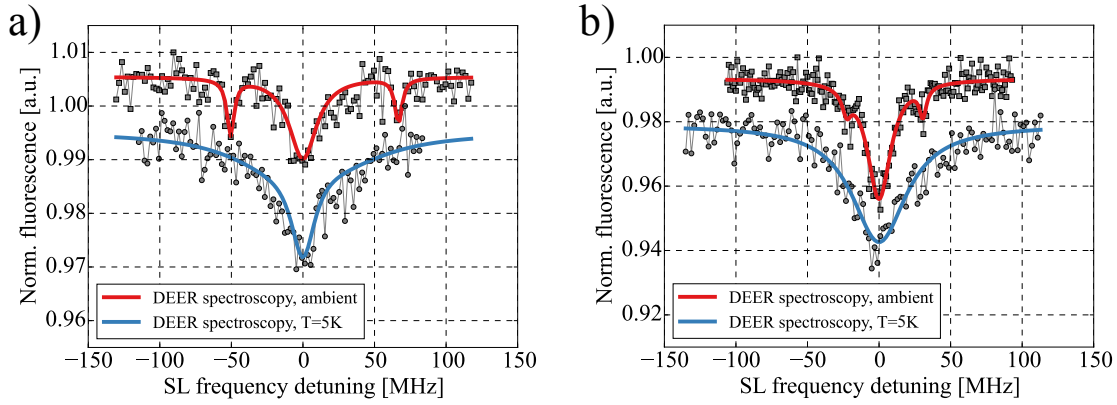 a)
Norm. fluorescence [a.u.]
1.01
1.00
0.99
0.98
0.97
0.96
DEER spectroscopy, ambient
DEER spectroscopy, T=5K
−150 −100 −50 0 50 100 150
SL frequency detuning [MHz]
b)
Norm. fluorescence [a.u.]
1.00
0.98
0.96
0.94
0.92
DEER spectroscopy, ambient
DEER spectroscopy, T=5K
−150 −100 −50 0 50 100 150
SL frequency detuning [MHz]